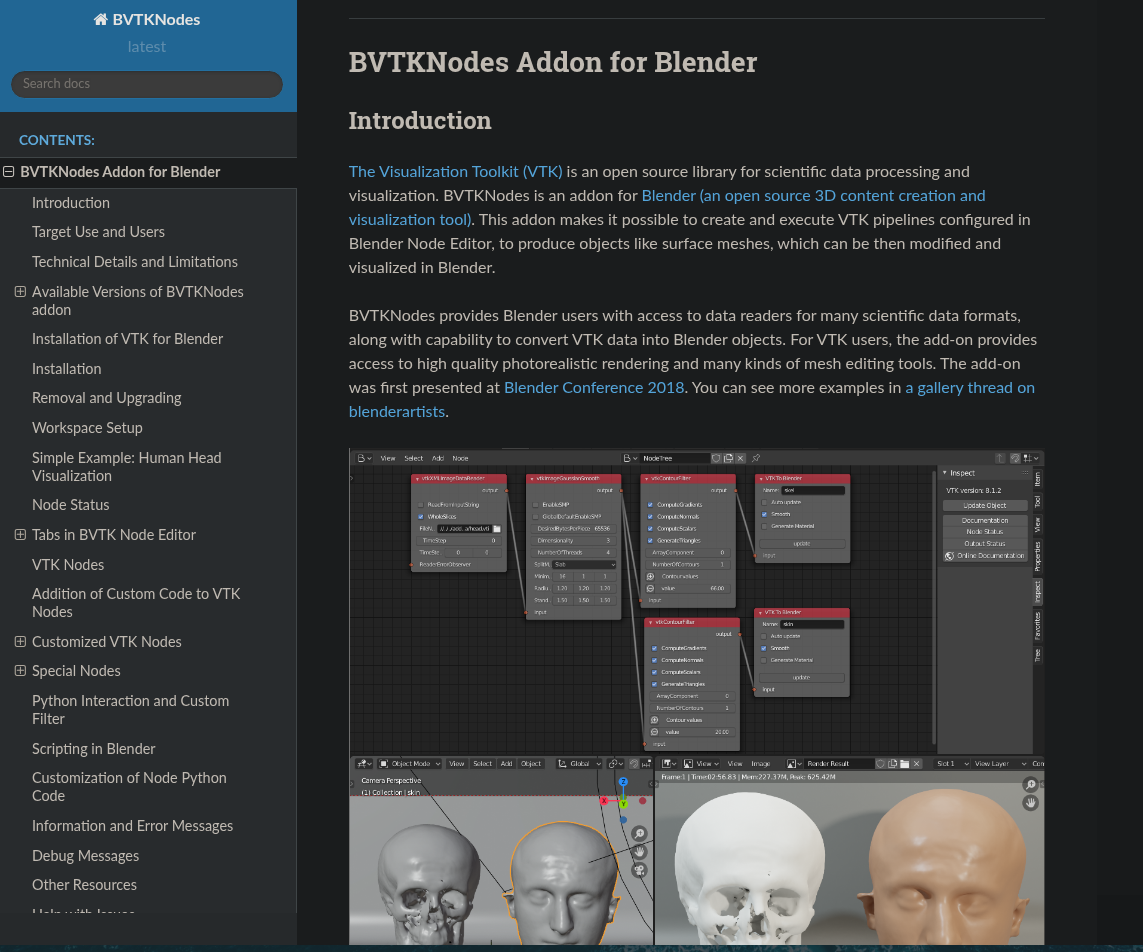 BVTKNodes
latest
Search docs
CONTENTS:
BVTKNodes Addon for Blender
Introduction
Target Use and Users
Technical Details and Limitations
Available Versions of BVTKNodes
addon
Installation of VTK for Blender
Installation
Removal and Upgrading
Workspace Setup
Simple Example: Human Head
Visualization
Node Status
Tabs in BVTK Node Editor
VTK Nodes
Addition of Custom Code to VTK
Nodes
Customized VTK Nodes
Special Nodes
Python Interaction and Custom
Filter
Scripting in Blender
Customization of Node Python
Code
Information and Error Messages
Debug Messages
Other Resources
Help with Issues
BVTKNodes Addon for Blender
Introduction
The Visualization Toolkit (VTK) is an open source library for scientific data processing and
visualization. BVTKNodes is an addon for Blender (an open source 3D content creation and
visualization tool). This addon makes it possible to create and execute VTK pipelines configured in
Blender Node Editor, to produce objects like surface meshes, which can be then modified and
visualized in Blender.
BVTKNodes provides Blender users with access to data readers for many scientific data formats,
along with capability to convert VTK data into Blender objects. For VTK users, the add-on provides
access to high quality photorealistic rendering and many kinds of mesh editing tools. The add-on
was first presented at Blender Conference 2018. You can see more examples in a gallery thread on
blenderartists.
View Select Add Node NodeTree
vtkXMLImageDataReader
output
ReadFromInputString
WholeSlices
FileN..
TimeStep 0
TimeSte.. 0 0
ReaderErrorObserver
vtkImageGaussianSmooth
output
EnableSMP
GlobalDefaultEnableSMP
DesiredBytesPerPiece 65536
Dimensionality 3
NumberOfThreads 4
SplitM.. Slab
Minim.. 16 1 1
Radiu.. 1.20 1.20 1.20
Stand.. 1.50 1.50 1.50
input
vtkContourFilter
output
ComputeGradients
ComputeNormals
ComputeScalars
GenerateTriangles
ArrayComponent 0
NumberOfContours 1
Contour values
value 66.00
input
VTK To Blender
Name: skel
Auto update
Smooth
Generate Material
update
input
vtkContourFilter
output
ComputeGradients
ComputeNormals
ComputeScalars
GenerateTriangles
ArrayComponent 0
NumberOfContours 1
Contour values
value 20.00
input
VTK To Blender
Name: skin
Auto update
Smooth
Generate Material
update
input
Inspect
VTK version: 8.1.2
Update Object
Documentation
Node Status
Output Status
Online Documentation
Item
Tool
View
Properties
Inspect
Favorites
Tree
Object Mode View Select Add Object Global
Camera Perspective
(1) Collection | skin
Z
X
Y
View View Image Render Result Slot 1 View Layer Con
Frame:1 | Time:02:56.83 | Mem:227.37M, Peak: 625.42M